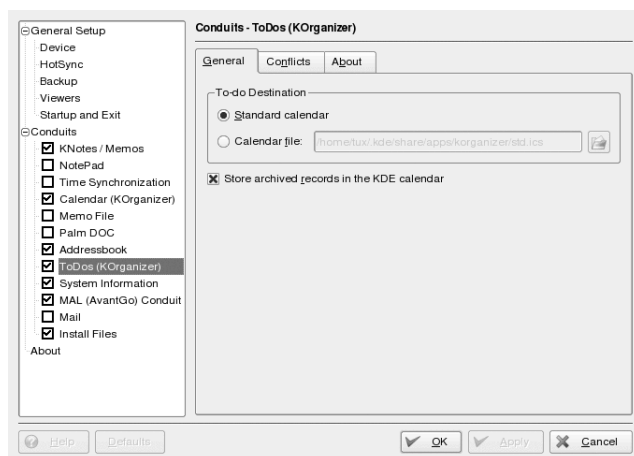 General Setup
Device
HotSync
Backup
Viewers
Startup and Exit
Conduits
KNotes / Memos
NotePad
Time Synchronization
Calendar (KOrganizer)
Memo File
Palm DOC
Addressbook
ToDos (KOrganizer)
System Information
MAL (AvantGo) Conduit
Mail
Install Files
About
Conduits - ToDos (KOrganizer)
General Conflicts About
To-do Destination
Standard calendar
Calendar file: /home/tux/.kde/share/apps/korganizer/std.ics
Store archived records in the KDE calendar
Help Defaults OK Apply Cancel